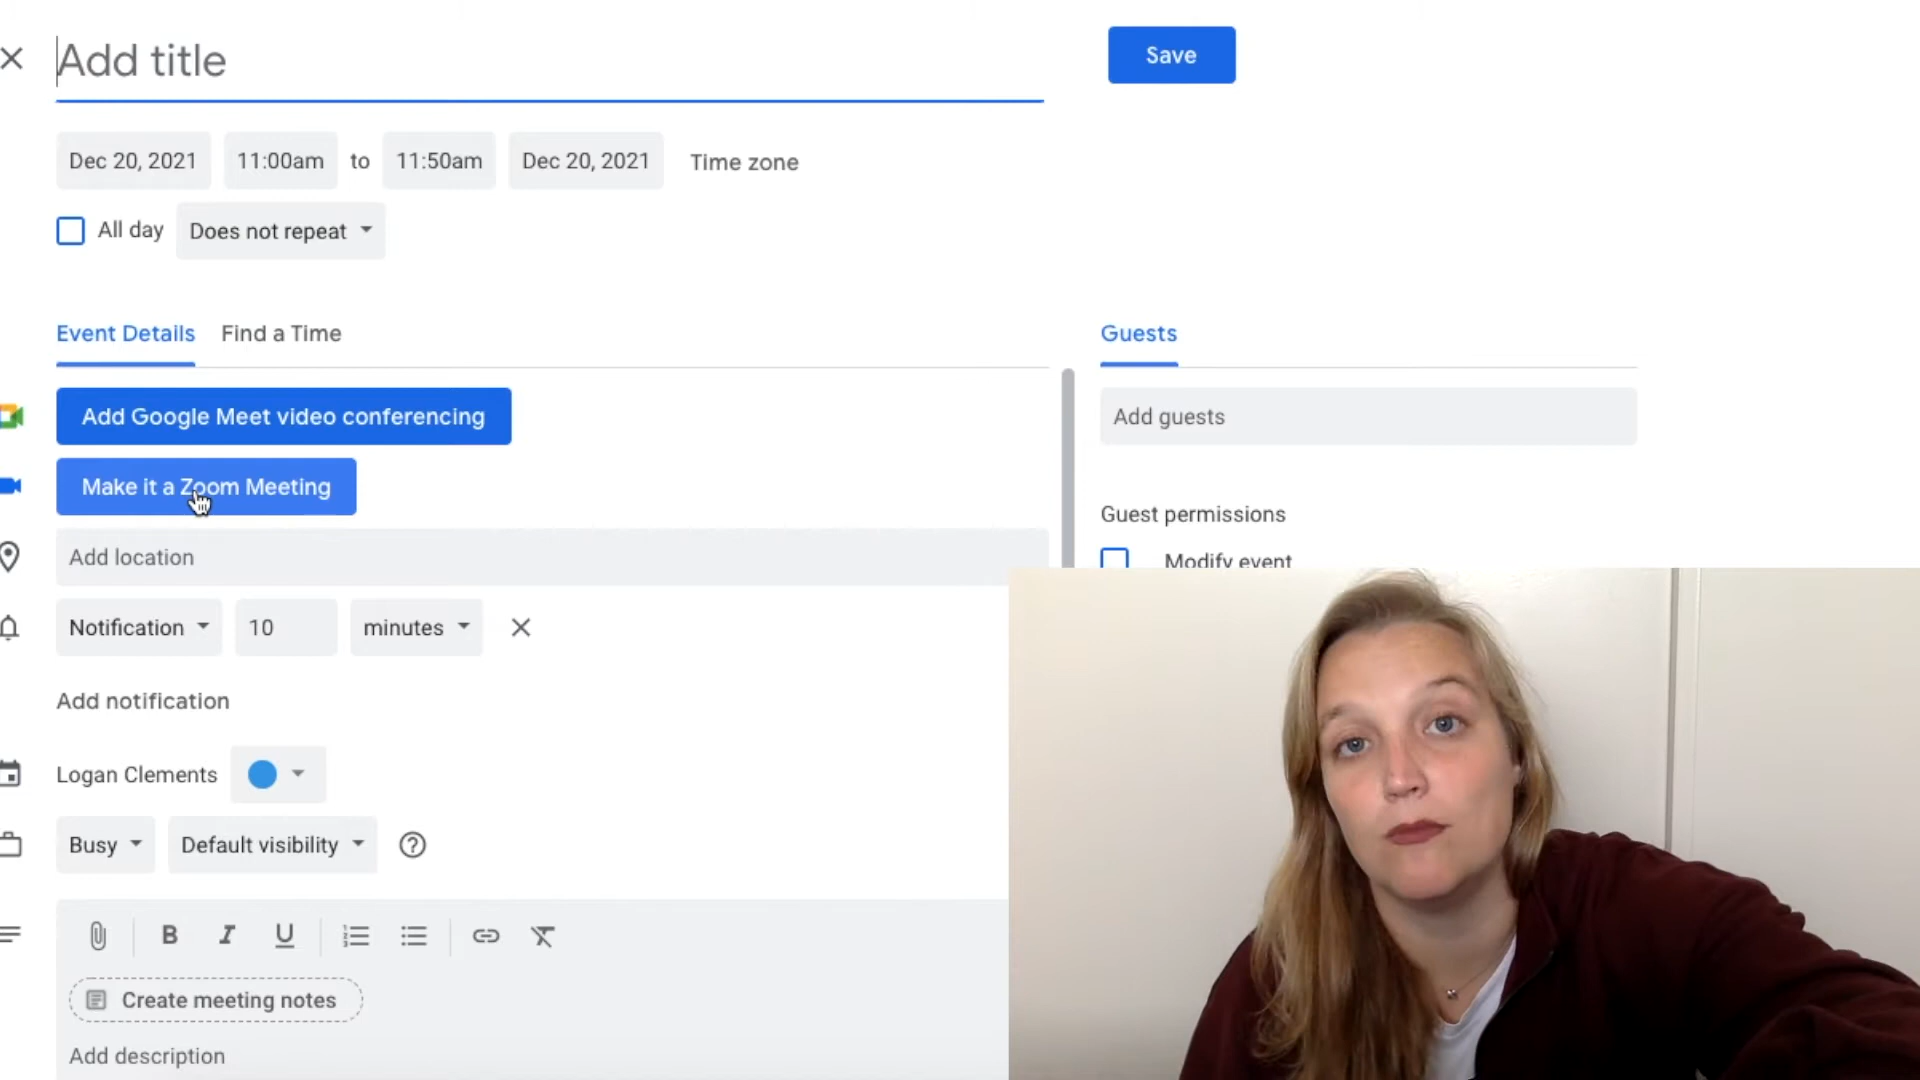 Add title
Save
Dec 20, 2021 11:00am to 11:50am Dec 20, 2021 Time zone
All day Does not repeat
Event Details Find a Time
Guests
Add Google Meet video conferencing
Add guests
Make it a Zoom Meeting
Guest permissions
Add location
Modify event
Notification 10 minutes
Add notification
Logan Clements
Busy Default visibility
B I U
Create meeting notes
Add description